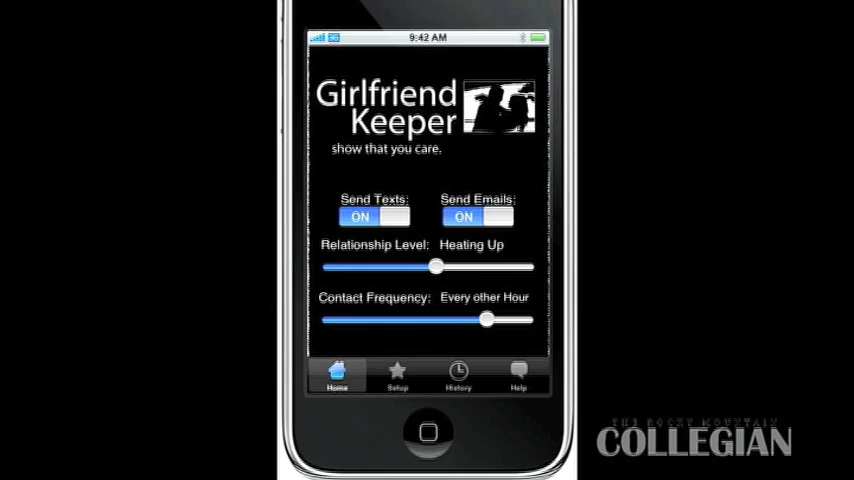 3G
9:42 AM
Girlfriend
Keeper
show that you care.
Send Texts: Send Emails:
ON ON
Relationship Level: Heating Up
Contact Frequency: Every other Hour
Home Setup History Help
THE ROCKY MOUNTAIN
COLLEGIAN